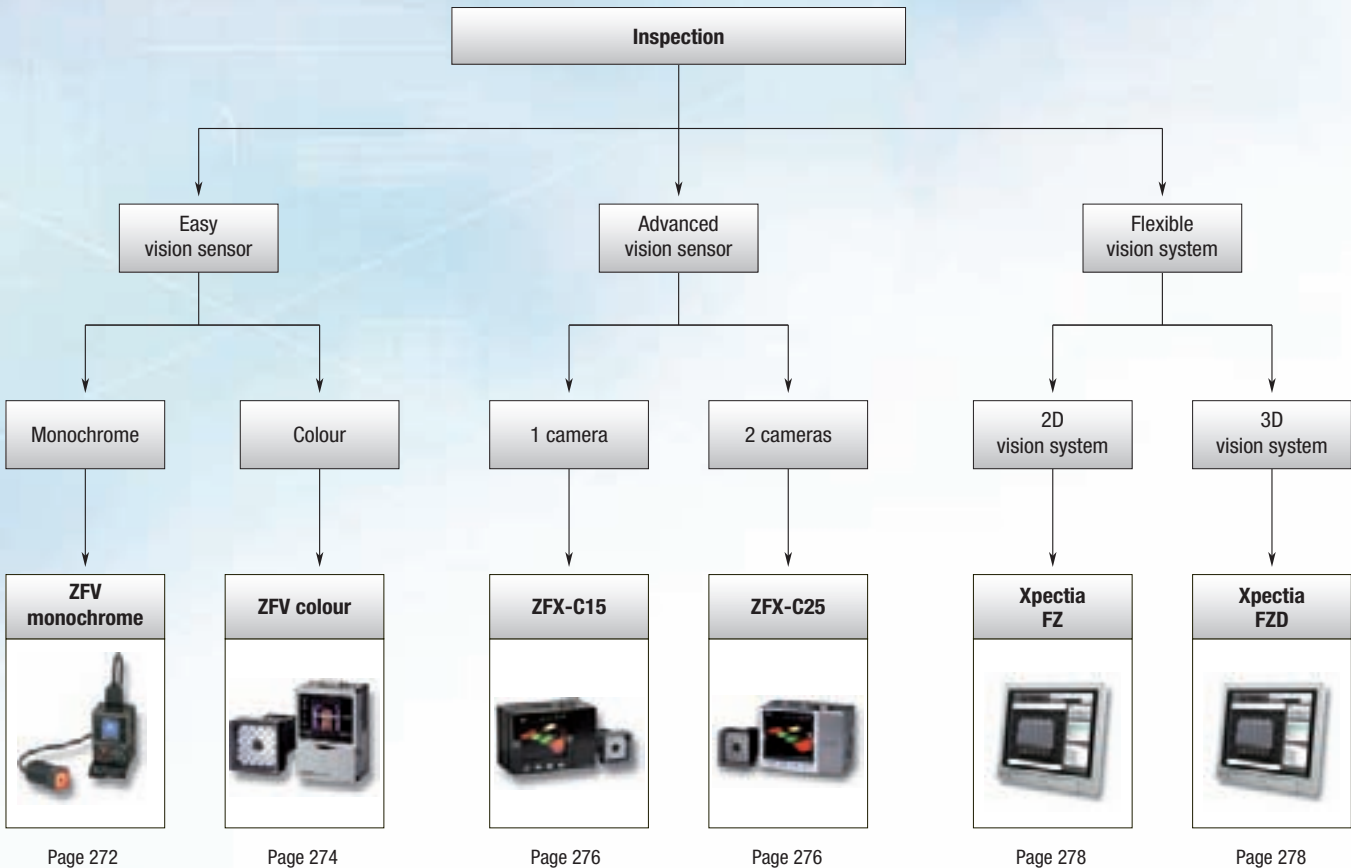 Inspection
Easy
vision sensor
Advanced
vision sensor
Flexible
vision system
Monochrome
Colour
1 camera
2 cameras
2D
vision system
3D
vision system
ZFV
monochrome
ZFV colour
ZFX-C15
ZFX-C25
Xpectia
FZ
Xpectia
FZD
Page 272
Page 274
Page 276
Page 276
Page 278
Page 278